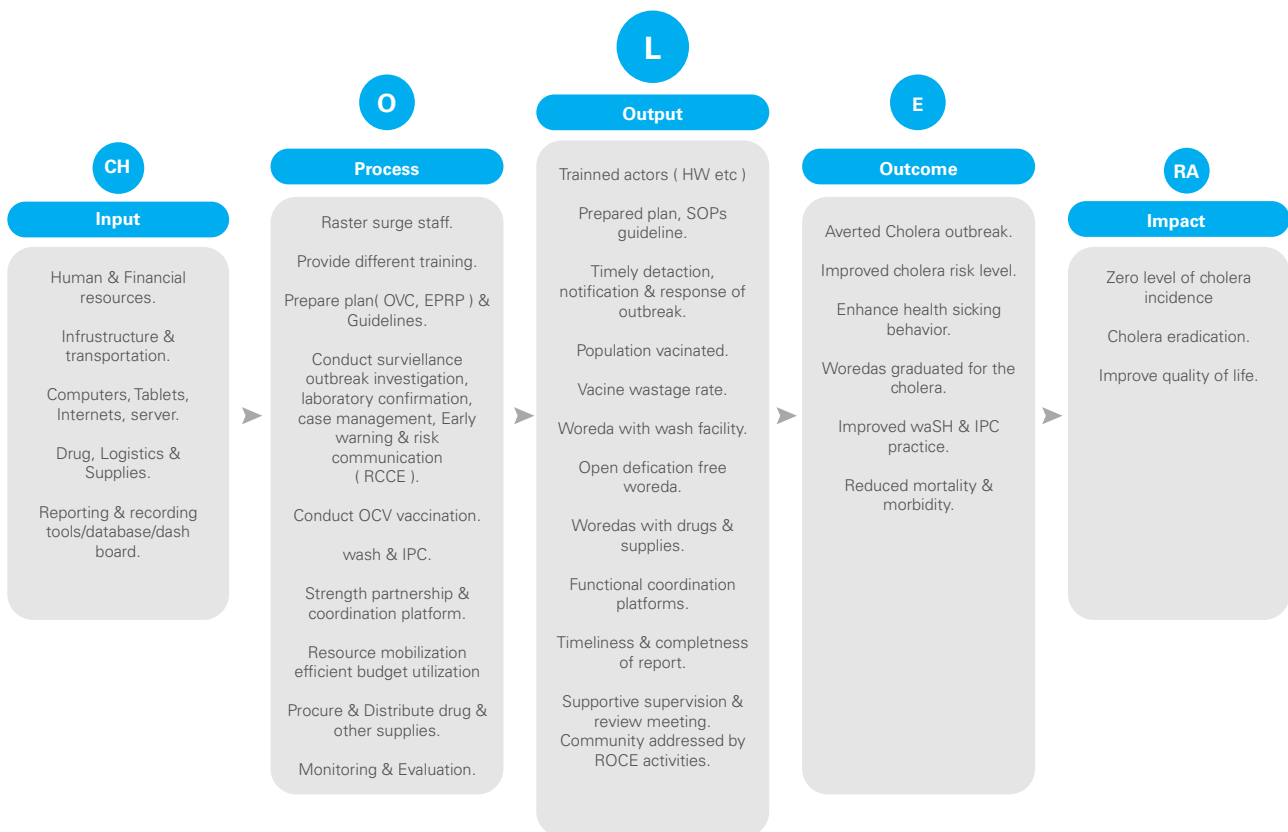 CH
Input
Human & Financial
resources.
Infrustructure &
transportation.
Computers, Tablets,
Internets, server.
Drug, Logistics &
Supplies.
Reporting & recording
tools/database/dash
board.
O
Process
Raster surge staff.
Provide different training.
Prepare plan( OVC, EPRP ) &
Guidelines.
Conduct surviellance
outbreak investigation,
laboratory confirmation,
case management, Early
warning & risk
communication
( RCCE ).
Conduct OCV vaccination.
wash & IPC.
Strength partnership &
coordination platform.
Resource mobilization
efficient budget utilization
Procure & Distribute drug &
other supplies.
Monitoring & Evaluation.
L
Output
Trainned actors ( HW etc )
Prepared plan, SOPs
guideline.
Timely detaction,
notification & response of
outbreak.
Population vacinated.
Vacine wastage rate.
Woreda with wash facility.
Open defication free
woreda.
Woredas with drugs &
supplies.
Functional coordination
platforms.
Timeliness & completness
of report.
Supportive supervision &
review meeting.
Community addressed by
ROCE activities.
E
Outcome
Averted Cholera outbreak.
Improved cholera risk level.
Enhance health sicking
behavior.
Woredas graduated for the
cholera.
Improved waSH & IPC
practice.
Reduced mortality &
morbidity.
RA
Impact
Zero level of cholera
incidence
Cholera eradication.
Improve quality of life.